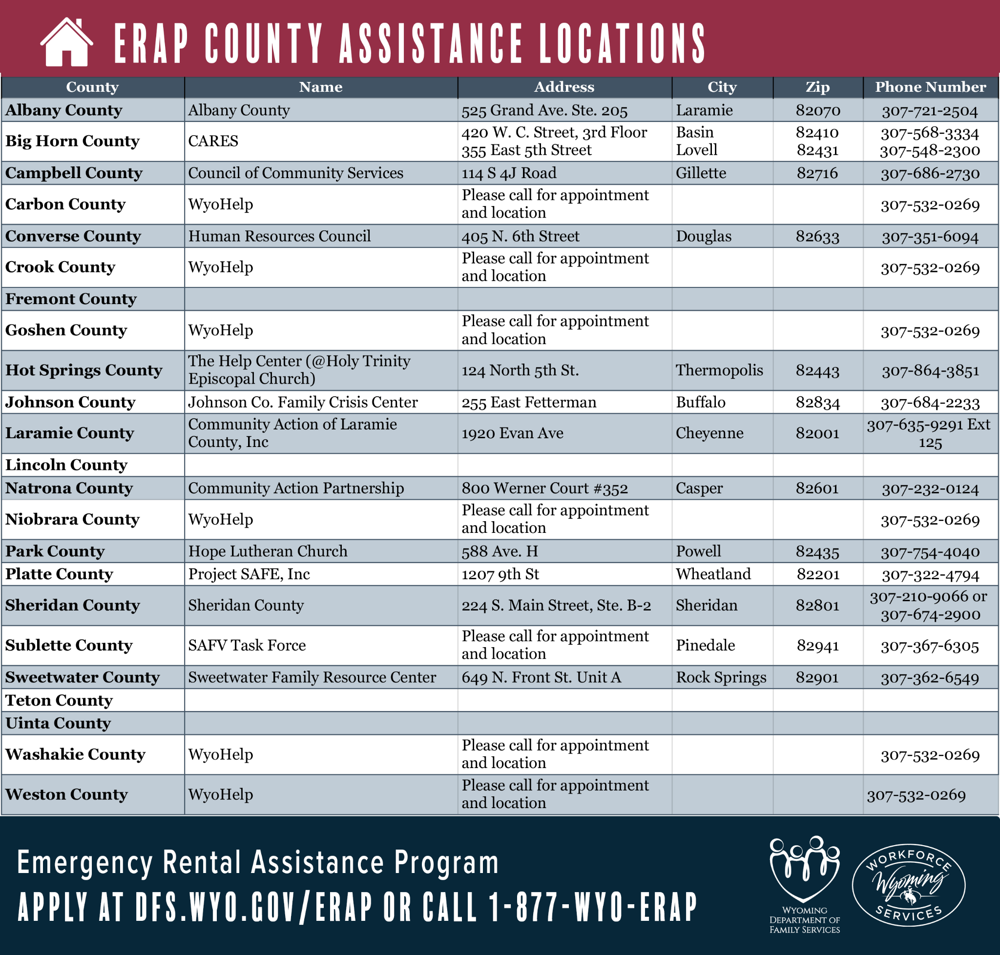 ERAP COUNTY ASSISTANCE LOCATIONS
County Name Address City Zip Phone Number
Albany County Albany County 525 Grand Ave. Ste. 205 Laramie 82070 307-721-2504
Big Horn County CARES 420 W. C. Street, 3rd Floor Basin 82410 307-568-3334
355 East 5th Street Lovell 82431 307-548-2300
Campbell County Council of Community Services 114 S 4J Road Gillette 82716 307-686-2730
Carbon County WyoHelp Please call for appointment
and location 307-532-0269
Converse County Human Resources Council 405 N. 6th Street Douglas 82633 307-351-6094
Crook County WyoHelp Please call for appointment
and location 307-532-0269
Fremont County
Goshen County WyoHelp Please call for appointment
and location 307-532-0269
Hot Springs County The Help Center (@Holy Trinity
Episcopal Church) 124 North 5th St. Thermopolis 82443 307-864-3851
Johnson County Johnson Co. Family Crisis Center 255 East Fetterman Buffalo 82834 307-684-2233
Laramie County Community Action of Laramie
County, Inc 1920 Evan Ave Cheyenne 82001 307-635-9291 Ext
125
Lincoln County
Natrona County Community Action Partnership 800 Werner Court #352 Casper 82601 307-232-0124
Niobrara County WyoHelp Please call for appointment
and location 307-532-0269
Park County Hope Lutheran Church 588 Ave. H Powell 82435 307-754-4040
Platte County Project SAFE, Inc 1207 9th St Wheatland 82201 307-322-4794
Sheridan County Sheridan County 224 S. Main Street, Ste. B-2 Sheridan 82801 307-210-9066 or
307-674-2900
Sublette County SAFV Task Force Please call for appointment
and location Pinedale 82941 307-367-6305
Sweetwater County Sweetwater Family Resource Center 649 N. Front St. Unit A Rock Springs 82901 307-362-6549
Teton County
Uinta County
Washakie County WyoHelp Please call for appointment
and location 307-532-0269
Weston County WyoHelp Please call for appointment
and location 307-532-0269
Emergency Rental Assistance Program
APPLY AT DFS.WYO.GOV/ERAP OR CALL 1-877-WYO-ERAP
WYOMING
DEPARTMENT OF
FAMILY SERVICES
WORKFORCE
Wyoming
SERVICES